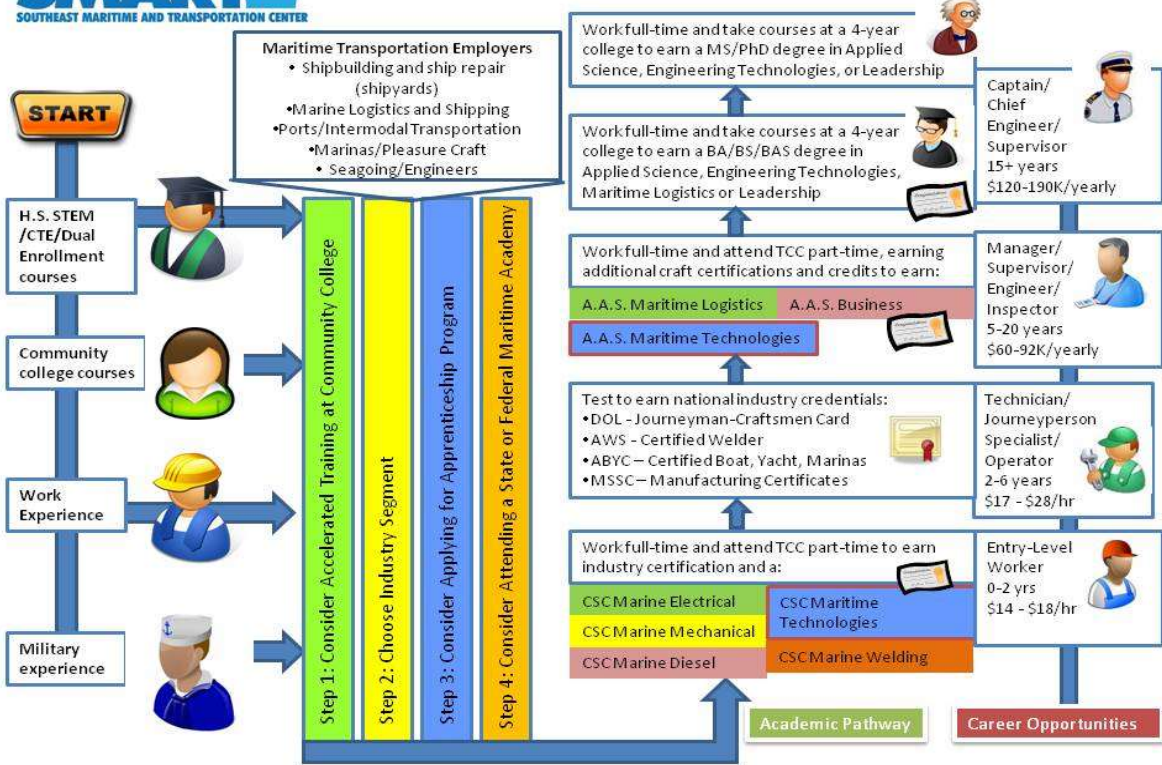 SOUTHEAST MARITIME AND TRANSPORTATION CENTER
START
H.S. STEM
/CTE/Dual
Enrollment
courses
Community
college courses
Work
Experience
Military
experience
Maritime Transportation Employers
• Shipbuilding and ship repair
(shipyards)
•Marine Logistics and Shipping
•Ports/Intermodal Transportation
•Marinas/Pleasure Craft
• Seagoing/Engineers
Step 1: Consider Accelerated Training at Community College
Step 2: Choose Industry Segment
Step 3: Consider Applying for Apprenticeship Program
Step 4: Consider Attending a State or Federal Maritime Academy
Work full-time and take courses at a 4-year
college to earn a MS/PhD degree in Applied
Science, Engineering Technologies, or Leadership
Work full-time and take courses at a 4-year
college to earn a BA/BS/BAS degree in
Applied Science, Engineering Technologies,
Maritime Logistics or Leadership
Work full-time and attend TCC part-time, earning
additional craft certifications and credits to earn:
A.A.S. Maritime Logistics
A.A.S. Business
A.A.S. Maritime Technologies
Test to earn national industry credentials:
•DOL - Journeyman-Craftsmen Card
•AWS - Certified Welder
•ABYC – Certified Boat, Yacht, Marinas
•MSSC – Manufacturing Certificates
Work full-time and attend TCC part-time to earn
industry certification and a:
CSC Marine Electrical
CSC Marine Mechanical
CSC Marine Diesel
CSC Maritime
Technologies
CSC Marine Welding
Academic Pathway
Captain/
Chief
Engineer/
Supervisor
15+ years
$120-190K/yearly
Manager/
Supervisor/
Engineer/
Inspector
5-20 years
$60-92K/yearly
Technician/
Journeyperson
Specialist/
Operator
2-6 years
$17 - $28/hr
Entry-Level
Worker
0-2 yrs
$14 - $18/hr
Career Opportunities